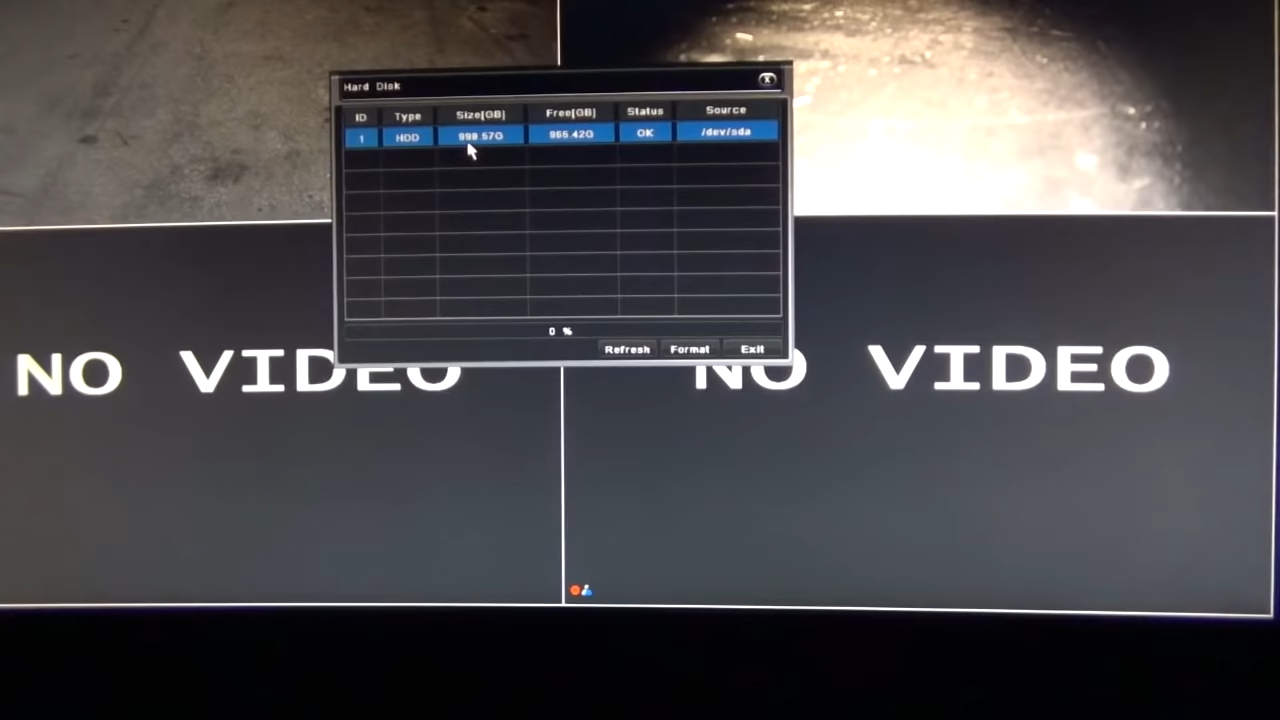 Hard Disk X
ID Type Size[GB] Free[GB] Status Source
1 HDD 998.57G 965.42G OK /dev/sda
0 %
Refresh Format Exit
NO VIDEO NO VIDEO